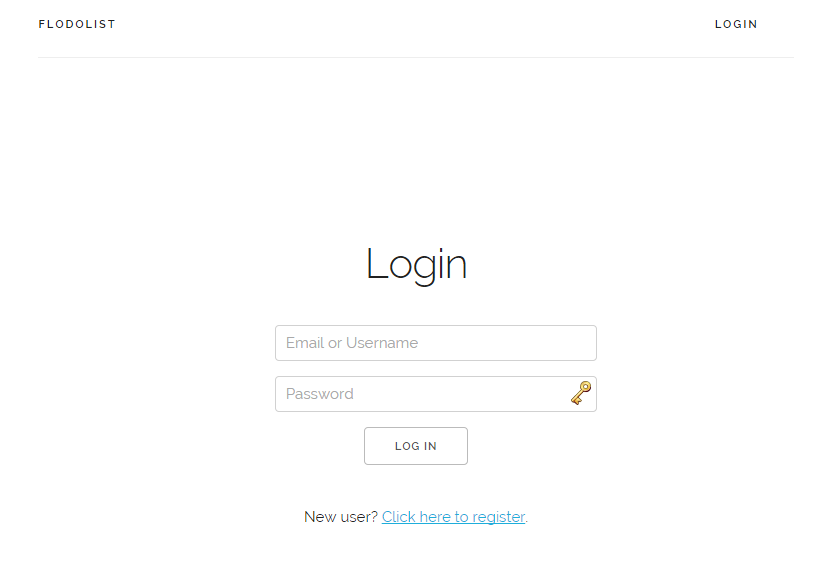 FLODOLIST
LOGIN
Login
Email or Username
Password
LOG IN
New user? Click here to register.